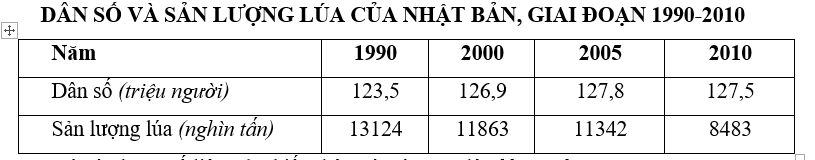 DÂN SỐ VÀ SẢN LƯỢNG LÚA CỦA NHẬT BẢN, GIAI ĐOẠN 1990-2010
Năm 1990 2000 2005 2010
Dân số (triệu người) 123,5 126,9 127,8 127,5
Sản lượng lúa (nghìn tấn) 13124 11863 11342 8483